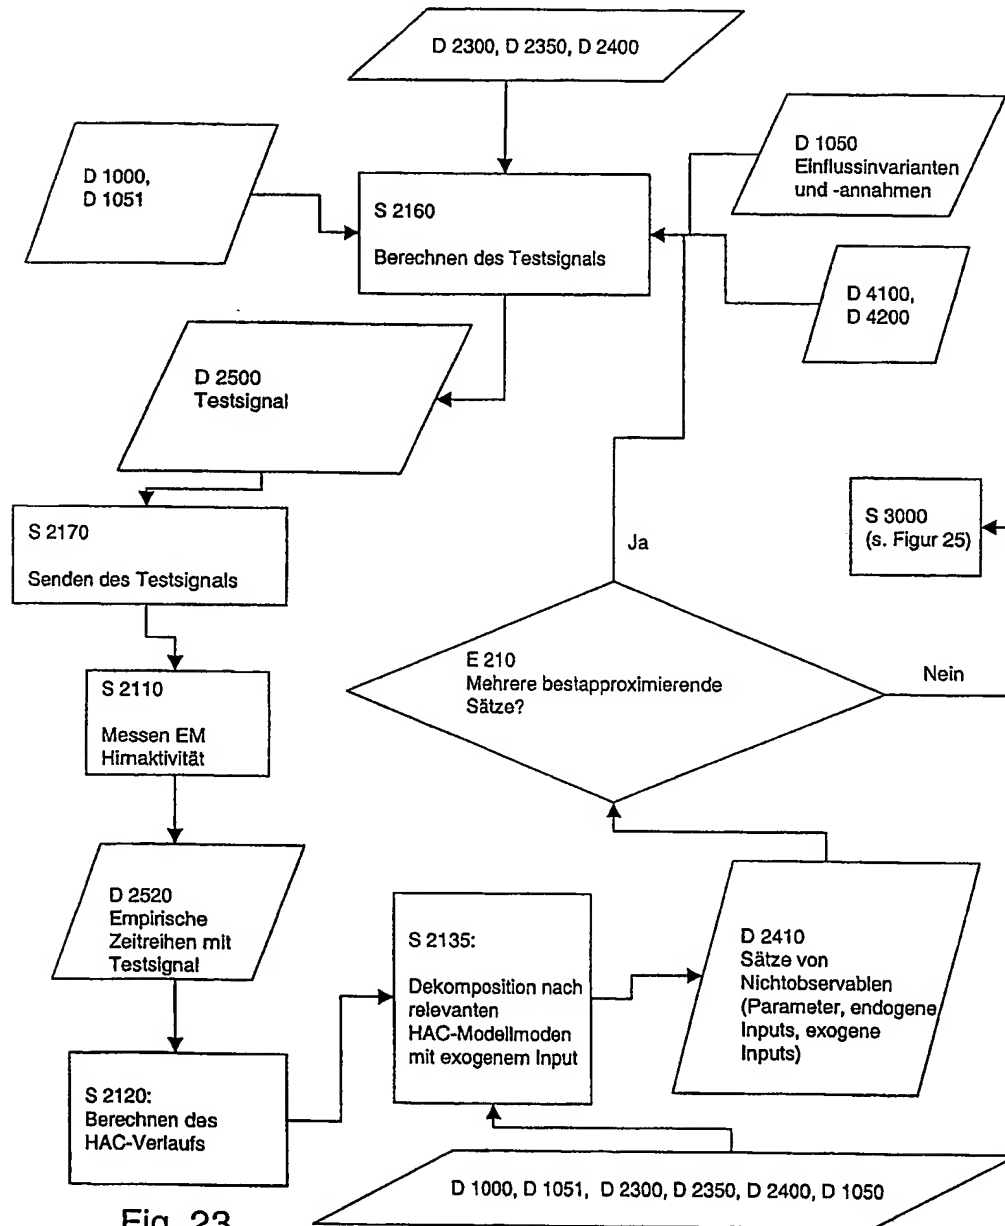 D 2300, D 2350, D 2400
D 1000,
D 1051
S 2160
Berechnen des Testsignals
D 1050
Einflussinvarianten
und -annahmen
D 4100,
D 4200
D 2500
Testsignal
S 2170
Senden des Testsignals
S 3000
(s. Figur 25)
Ja
E 210
Mehrere bestapproximierende
Sätze?
Nein
S 2110
Messen EM
Hirnaktivität
D 2520
Empirische
Zeitreihen mit
Testsignal
S 2135:
Dekomposition nach
relevanten
HAC-Modellmoden
mit exogenem Input
D 2410
Sätze von
Nichtobservablen
(Parameter, endogene
Inputs, exogene
Inputs)
S 2120:
Berechnen des
HAC-Verlaufs
D 1000, D 1051, D 2300, D 2350, D 2400, D 1050
Fig. 23